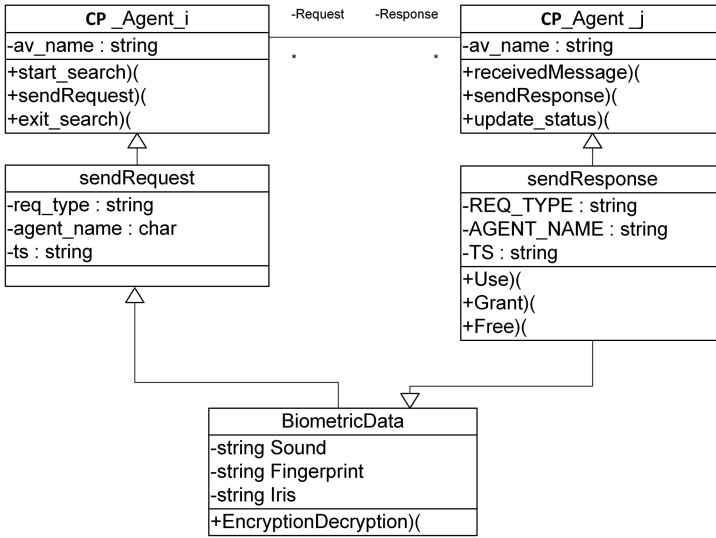 CP _Agent_i
-av_name : string
+start_search)(
+sendRequest)(
+exit_search)(
-Request
-Response
*
*
CP_Agent _j
-av_name : string
+receivedMessage)(
+sendResponse)(
+update_status)(
sendRequest
-req_type : string
-agent_name : char
-ts : string
sendResponse
-REQ_TYPE : string
-AGENT_NAME : string
-TS : string
+Use)(
+Grant)(
+Free)(
BiometricData
-string Sound
-string Fingerprint
-string Iris
+EncryptionDecryption)(